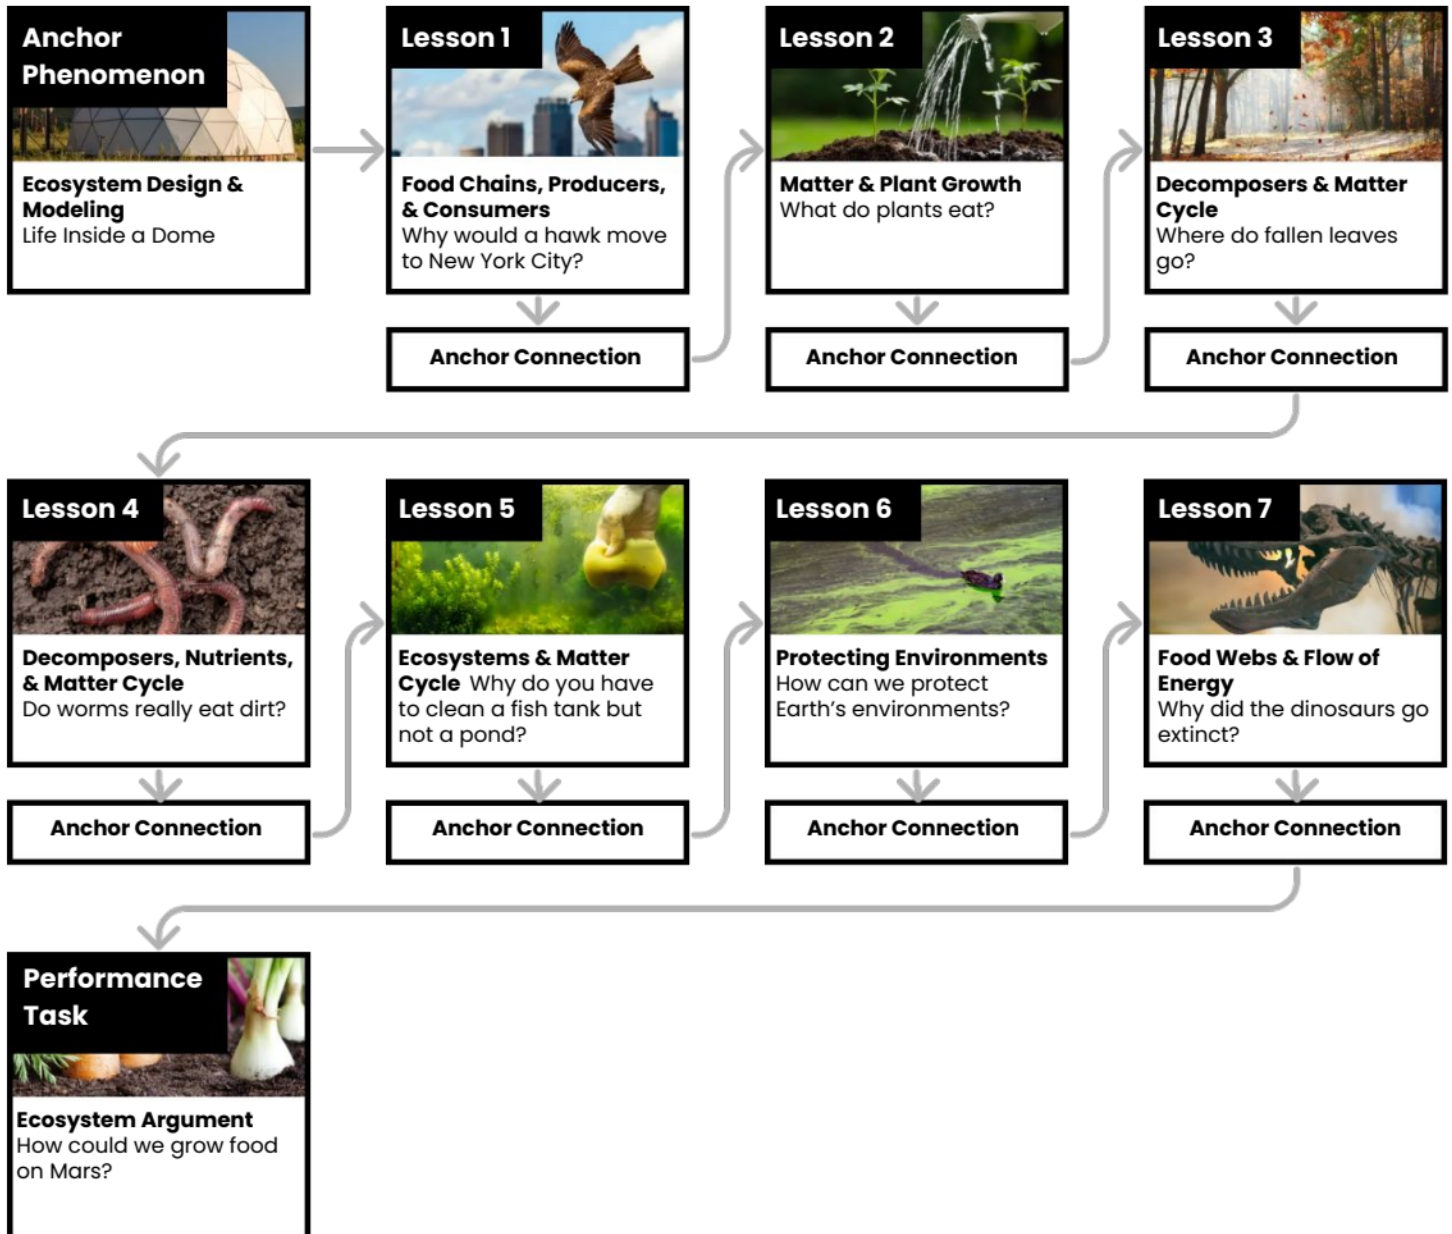 Anchor
Phenomenon
Ecosystem Design &
Modeling
Life Inside a Dome
Lesson 1
Food Chains, Producers,
& Consumers
Why would a hawk move
to New York City?
Anchor Connection
Lesson 2
Matter & Plant Growth
What do plants eat?
Anchor Connection
Lesson 3
Decomposers & Matter
Cycle
Where do fallen leaves
go?
Anchor Connection
Lesson 4
Decomposers, Nutrients,
& Matter Cycle
Do worms really eat dirt?
Anchor Connection
Lesson 5
Ecosystems & Matter
Cycle Why do you have
to clean a fish tank but
not a pond?
Anchor Connection
Lesson 6
Protecting Environments
How can we protect
Earth’s environments?
Anchor Connection
Lesson 7
Food Webs & Flow of
Energy
Why did the dinosaurs go
extinct?
Anchor Connection
Performance
Task
Ecosystem Argument
How could we grow food
on Mars?